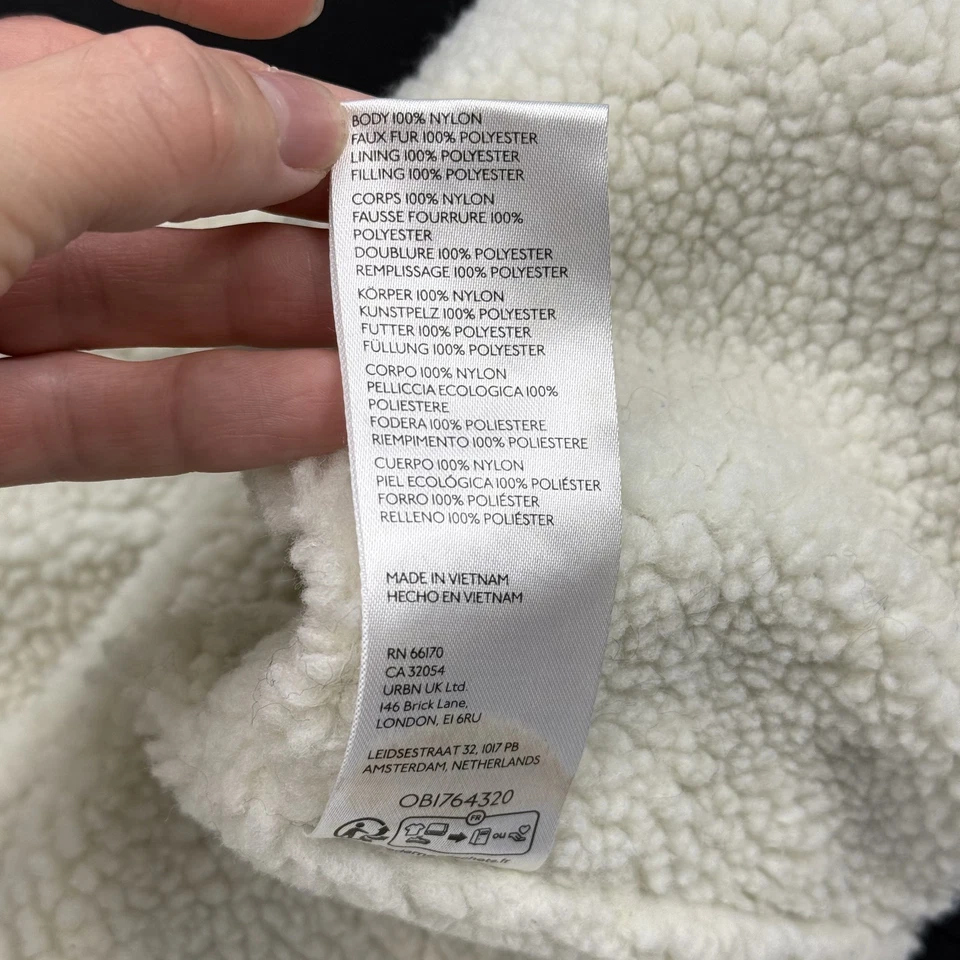 BODY 100% NYLON
FAUX FUR 100% POLYESTER
LINING 100% POLYESTER
FILLING 100% POLYESTER
CORPS 100% NYLON
FAUSSE FOURRURE 100%
POLYESTER
DOUBLURE 100% POLYESTER
REMPLISSAGE 100% POLYESTER
KÖRPER 100% NYLON
KUNSTPELZ 100% POLYESTER
FUTTER 100% POLYESTER
FÜLLUNG 100% POLYESTER
CORPO 100% NYLON
PELLICCIA ECOLOGICA 100%
POLIESTERE
FODERA 100% POLIESTERE
RIEMPIMENTO 100% POLIESTERE
CUERPO 100% NYLON
PIEL ECOLÓGICA 100% POLIÉSTER
FORRO 100% POLIÉSTER
RELLENO 100% POLIÉSTER
MADE IN VIETNAM
HECHO EN VIETNAM
RN 66170
CA 32054
URBN UK Ltd.
146 Brick Lane,
LONDON, E1 6RU
LEIDSESTRAAT 32, 1017 PB
AMSTERDAM, NETHERLANDS
OB1764320
FR
ou